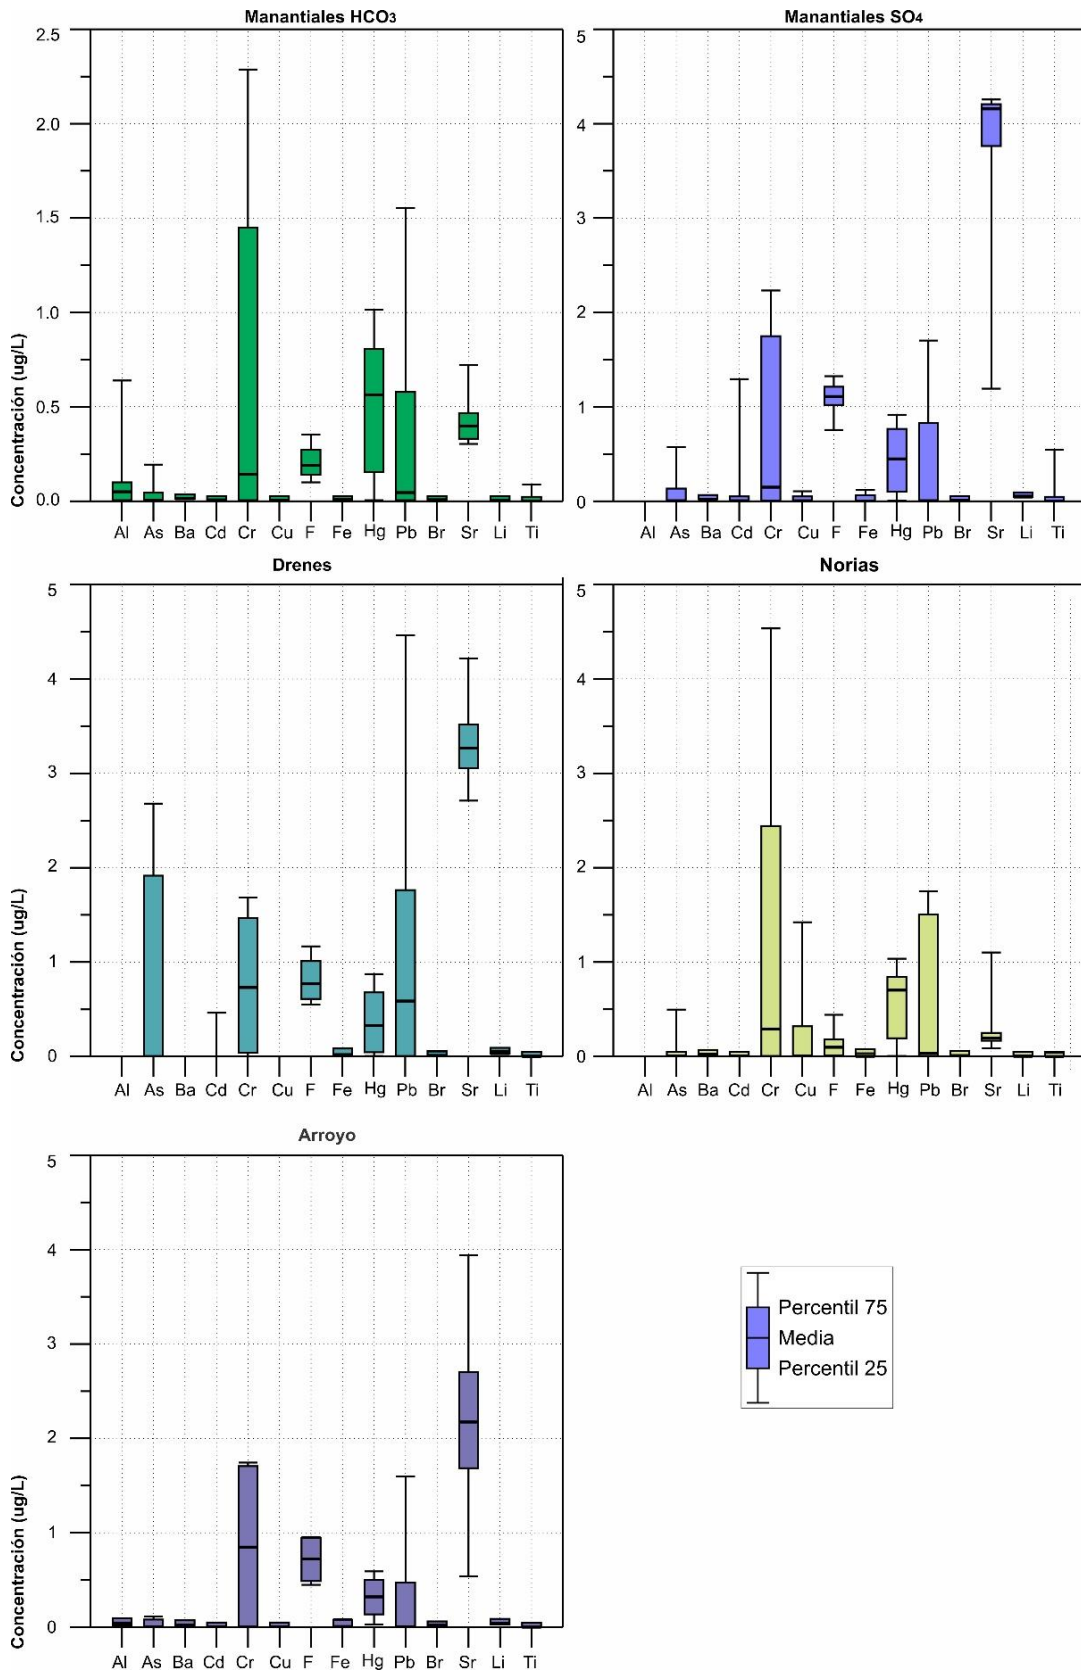 Manantiales HCO3
Concentración (ug/L)
2.5
2.0
1.5
1.0
0.5
0.0
Al As Ba Cd Cr Cu F Fe Hg Pb Br Sr Li Ti
Manantiales SO4
5
4
3
2
1
0
Al As Ba Cd Cr Cu F Fe Hg Pb Br Sr Li Ti
Drenes
Concentración (ug/L)
5
4
3
2
1
0
Al As Ba Cd Cr Cu F Fe Hg Pb Br Sr Li Ti
Norias
5
4
3
2
1
0
Al As Ba Cd Cr Cu F Fe Hg Pb Br Sr Li Ti
Arroyo
Concentración (ug/L)
5
4
3
2
1
0
Al As Ba Cd Cr Cu F Fe Hg Pb Br Sr Li Ti
Percentil 75
Media
Percentil 25